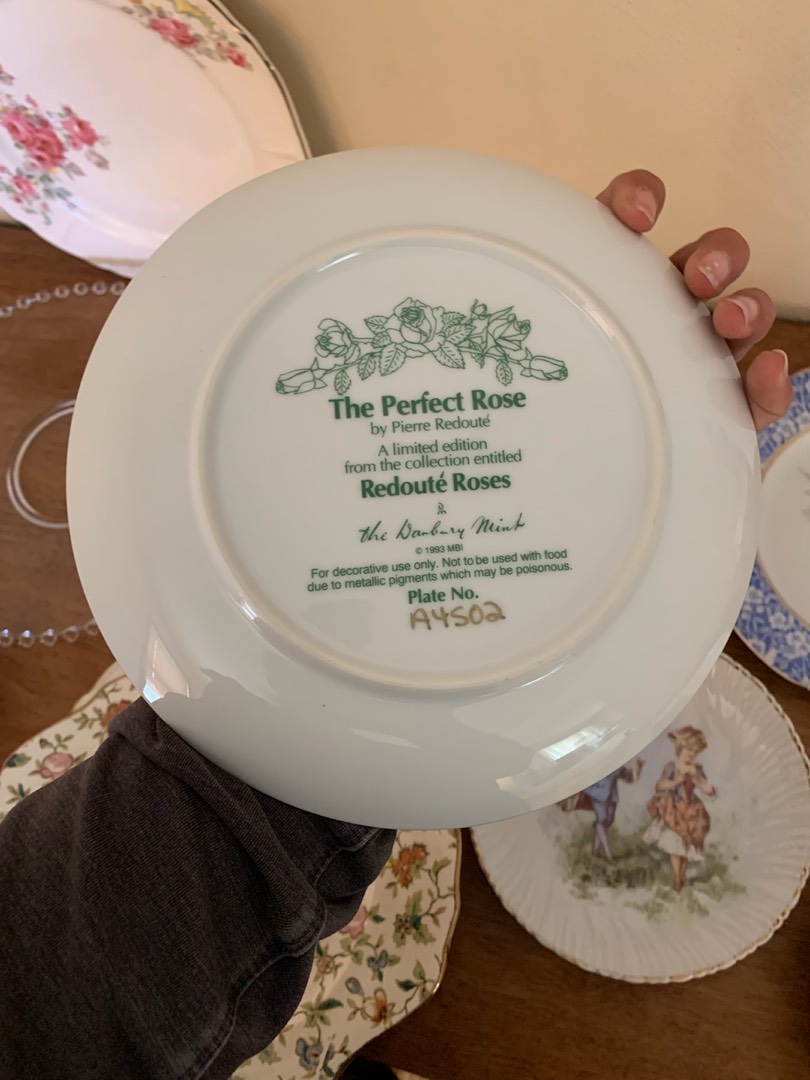 The Perfect Rose
by Pierre Redouté
A limited edition
from the collection entitled
Redouté Roses
the Danbury Mint
© 1993 MBI
For decorative use only. Not to be used with food
due to metallic pigments which may be poisonous.
Plate No.
A4502